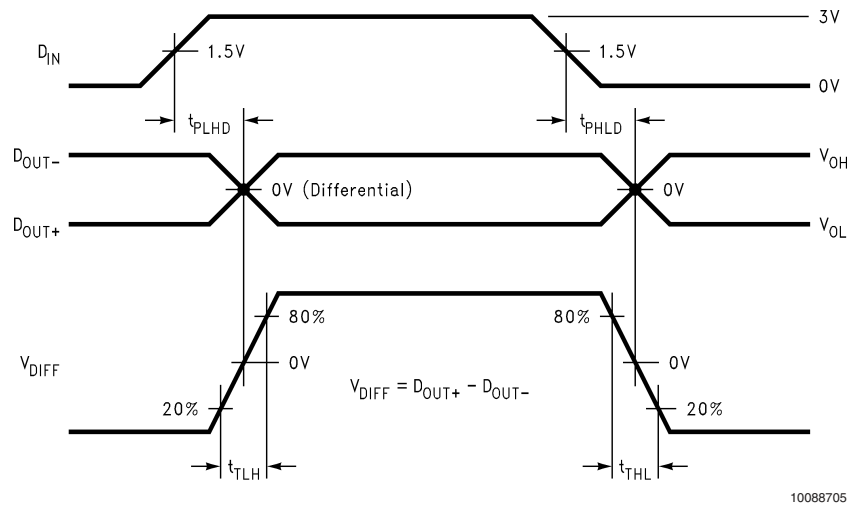 3V
D_IN
1.5V
1.5V
0V
t_PLHD
t_PHLD
D_OUT–
V_OH
0V (Differential)
0V
D_OUT+
V_OL
80%
80%
V_DIFF
0V
0V
V_DIFF = D_OUT+ – D_OUT–
20%
20%
t_TLH
t_THL
10088705